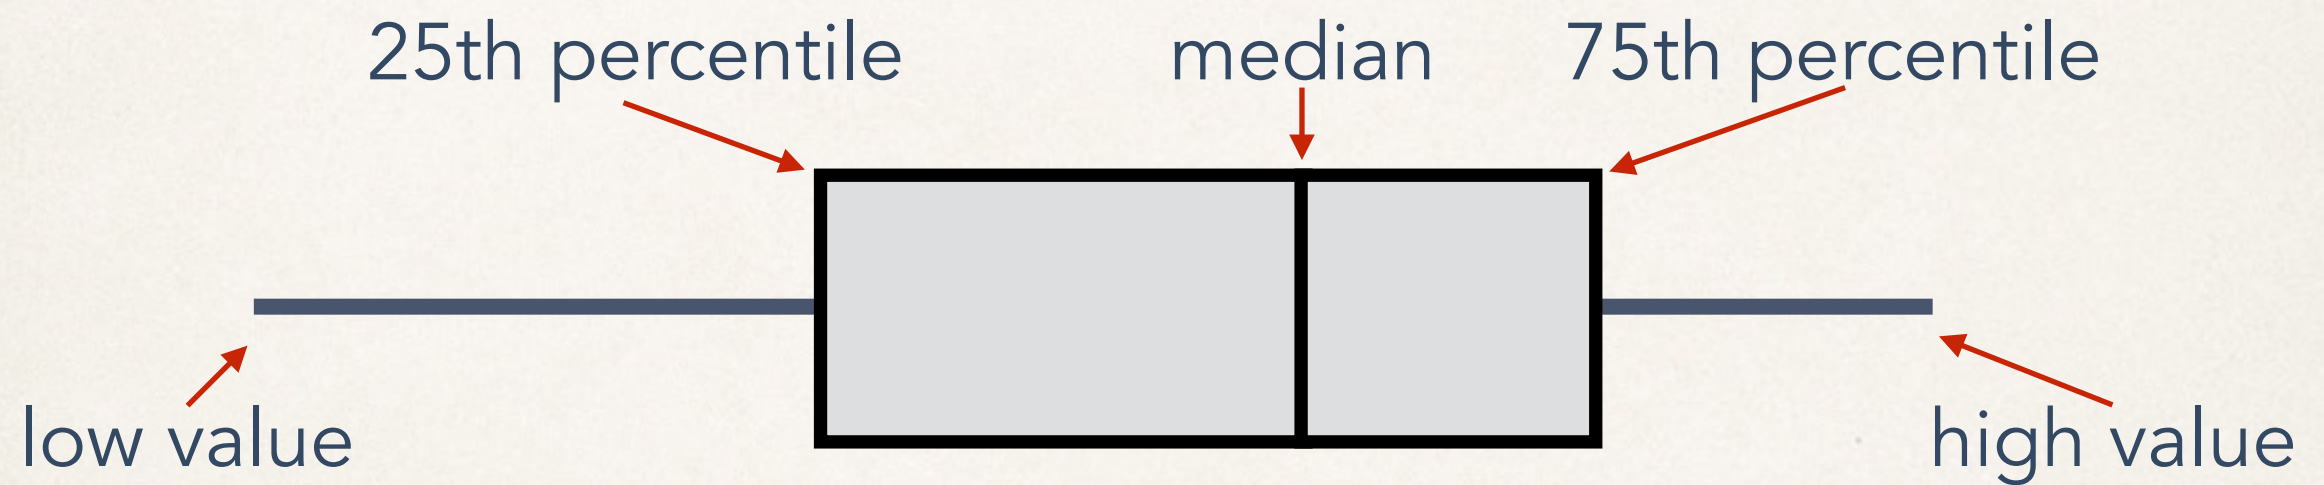 25th percentile
median
75th percentile
low value
high value